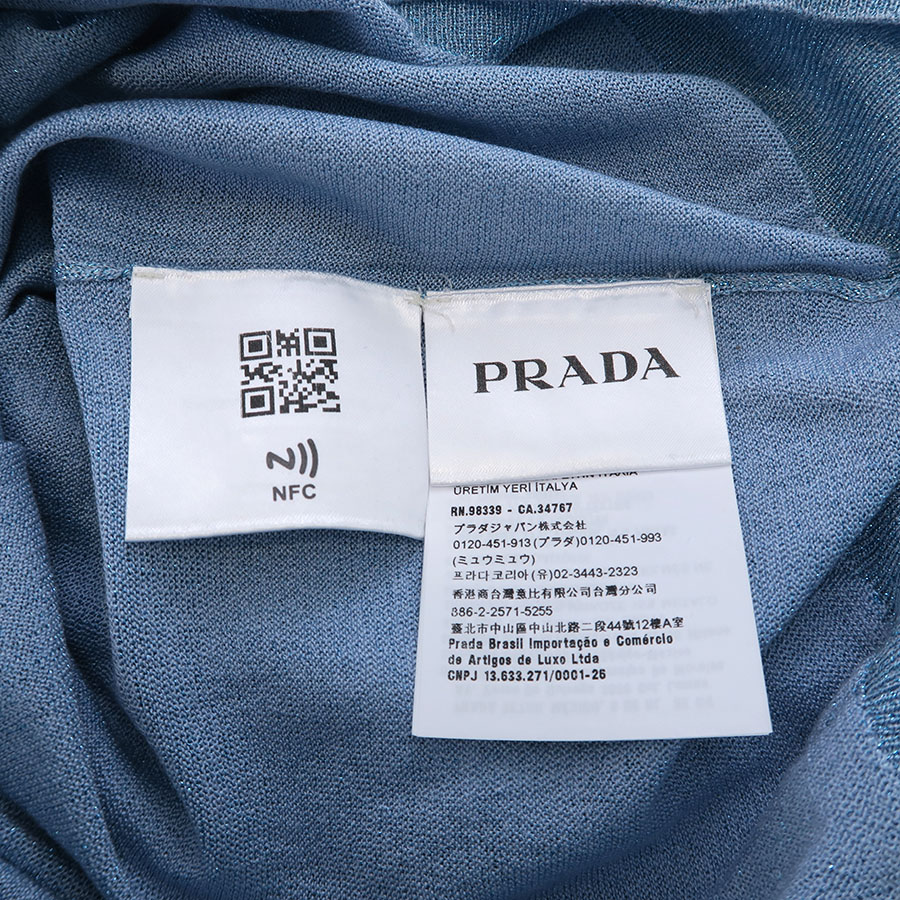 NFC
PRADA
ÜRETİM YERİ İTALYA
RN.98339 - CA.34767
プラダジャパン株式会社
0120-451-913(プラダ)0120-451-993
(ミュウミュウ)
프라다코리아(유)02-3443-2323
香港商台灣意比有限公司台灣分公司
886-2-2571-5255
臺北市中山區中山北路二段44號12樓A室
Prada Brasil Importação e Comércio
de Artigos de Luxo Ltda
CNPJ 13.633.271/0001-26